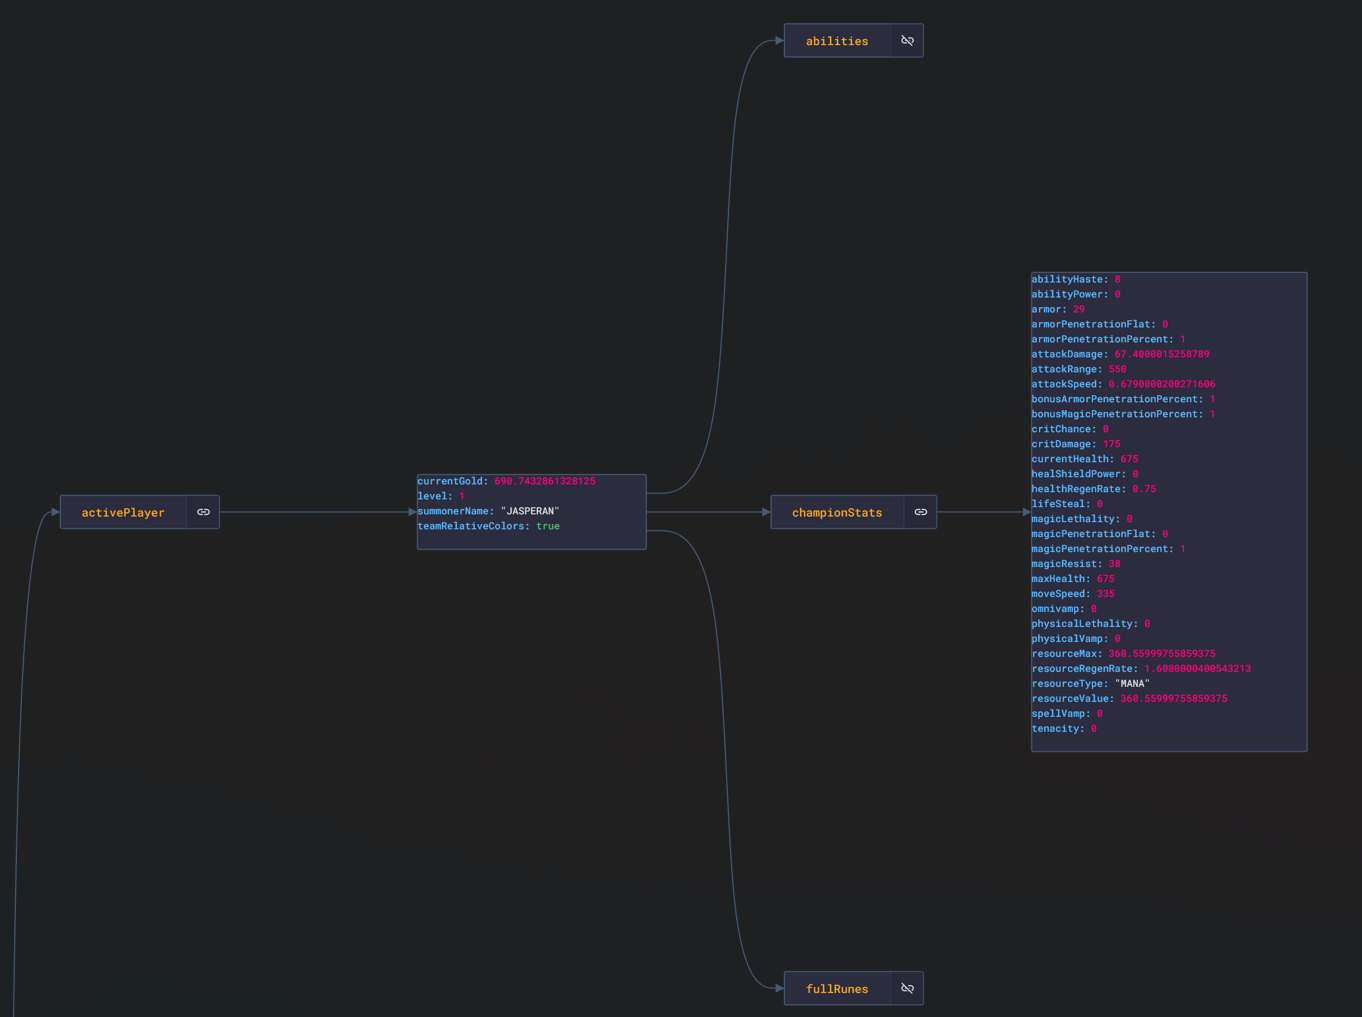 abilities
abilityHaste: 8
abilityPower: 0
armor: 29
armorPenetrationFlat: 0
armorPenetrationPercent: 1
attackDamage: 67.4000015258789
attackRange: 550
attackSpeed: 0.6790000200271606
bonusArmorPenetrationPercent: 1
bonusMagicPenetrationPercent: 1
critChance: 0
critDamage: 175
currentHealth: 675
healShieldPower: 0
healthRegenRate: 0.75
lifeSteal: 0
magicLethality: 0
magicPenetrationFlat: 0
magicPenetrationPercent: 1
magicResist: 38
maxHealth: 675
moveSpeed: 335
omnivamp: 0
physicalLethality: 0
physicalVamp: 0
resourceMax: 360.55999755859375
resourceRegenRate: 1.6080000400543213
resourceType: "MANA"
resourceValue: 360.55999755859375
spellVamp: 0
tenacity: 0
activePlayer
currentGold: 690.7432861328125
level: 1
summonerName: "JASPERAN"
teamRelativeColors: true
championStats
fullRunes